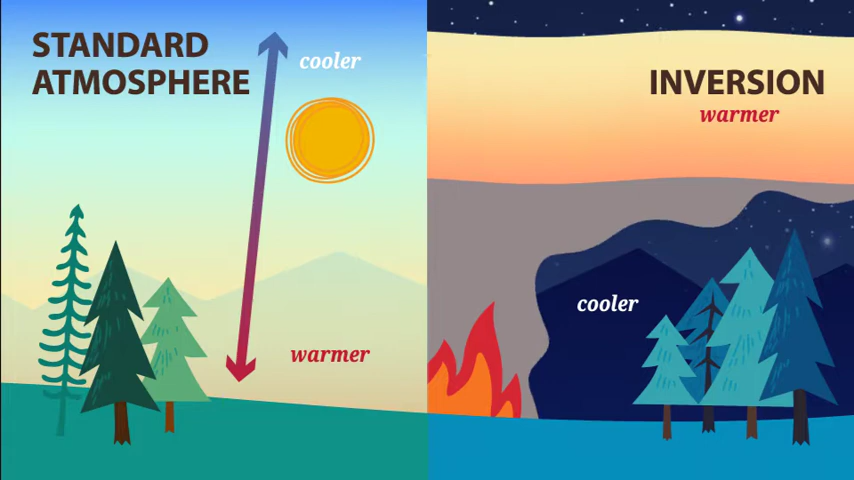 STANDARD
ATMOSPHERE
cooler
warmer
INVERSION
warmer
cooler